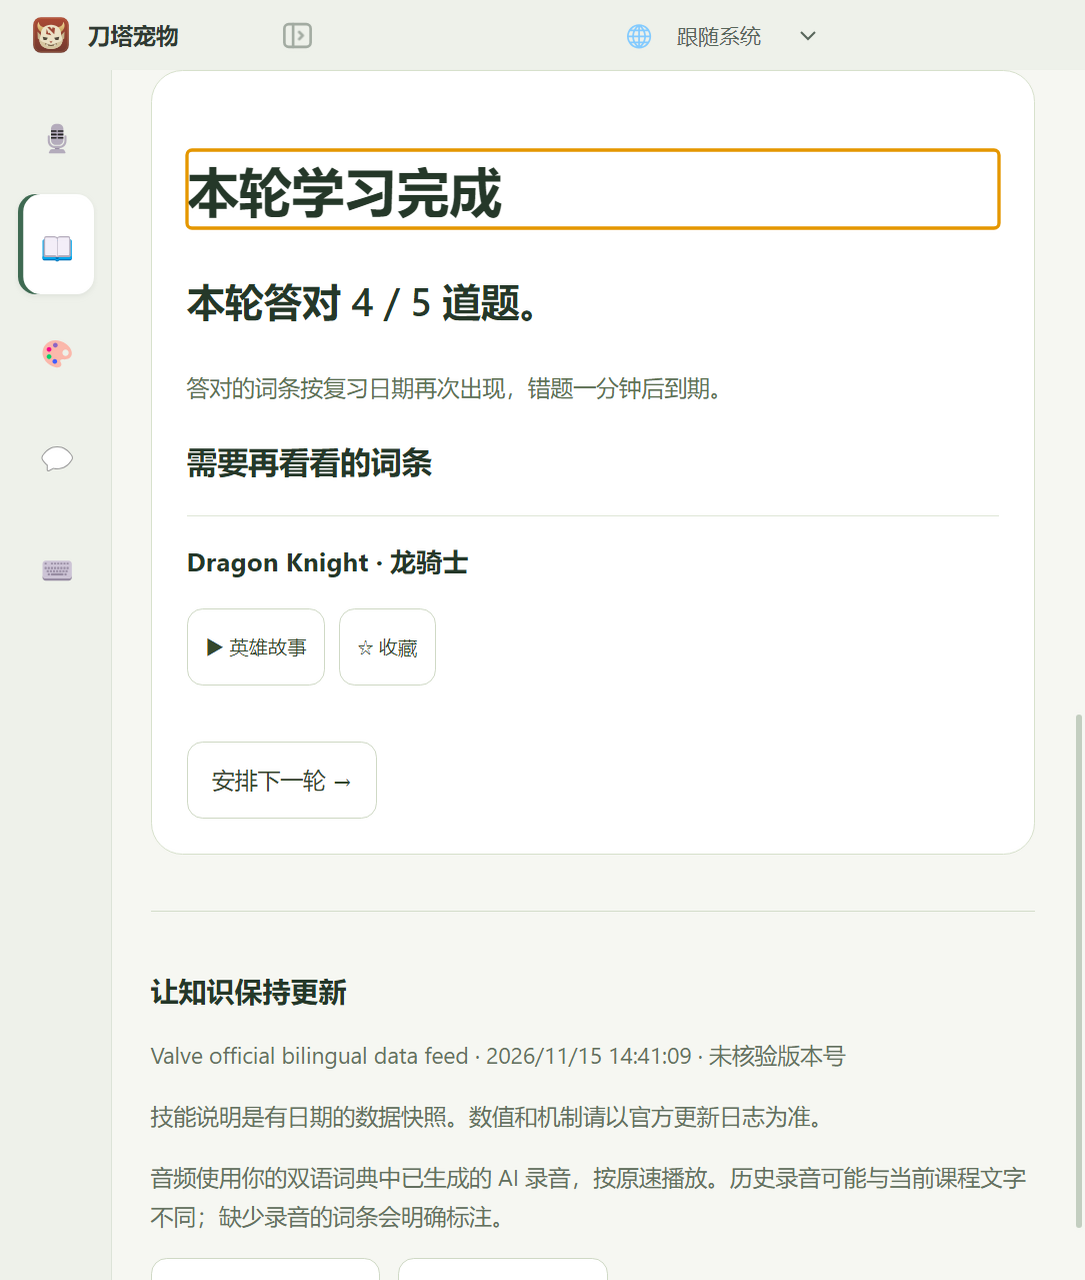 刀塔宠物
跟随系统
本轮学习完成
本轮答对 4 / 5 道题。
答对的词条按复习日期再次出现，错题一分钟后到期。
需要再看看的词条
Dragon Knight · 龙骑士
▶ 英雄故事
☆ 收藏
安排下一轮 →
让知识保持更新
Valve official bilingual data feed · 2026/11/15 14:41:09 · 未核验版本号
技能说明是有日期的数据快照。数值和机制请以官方更新日志为准。
音频使用你的双语词典中已生成的 AI 录音，按原速播放。历史录音可能与当前课程文字
不同；缺少录音的词条会明确标注。